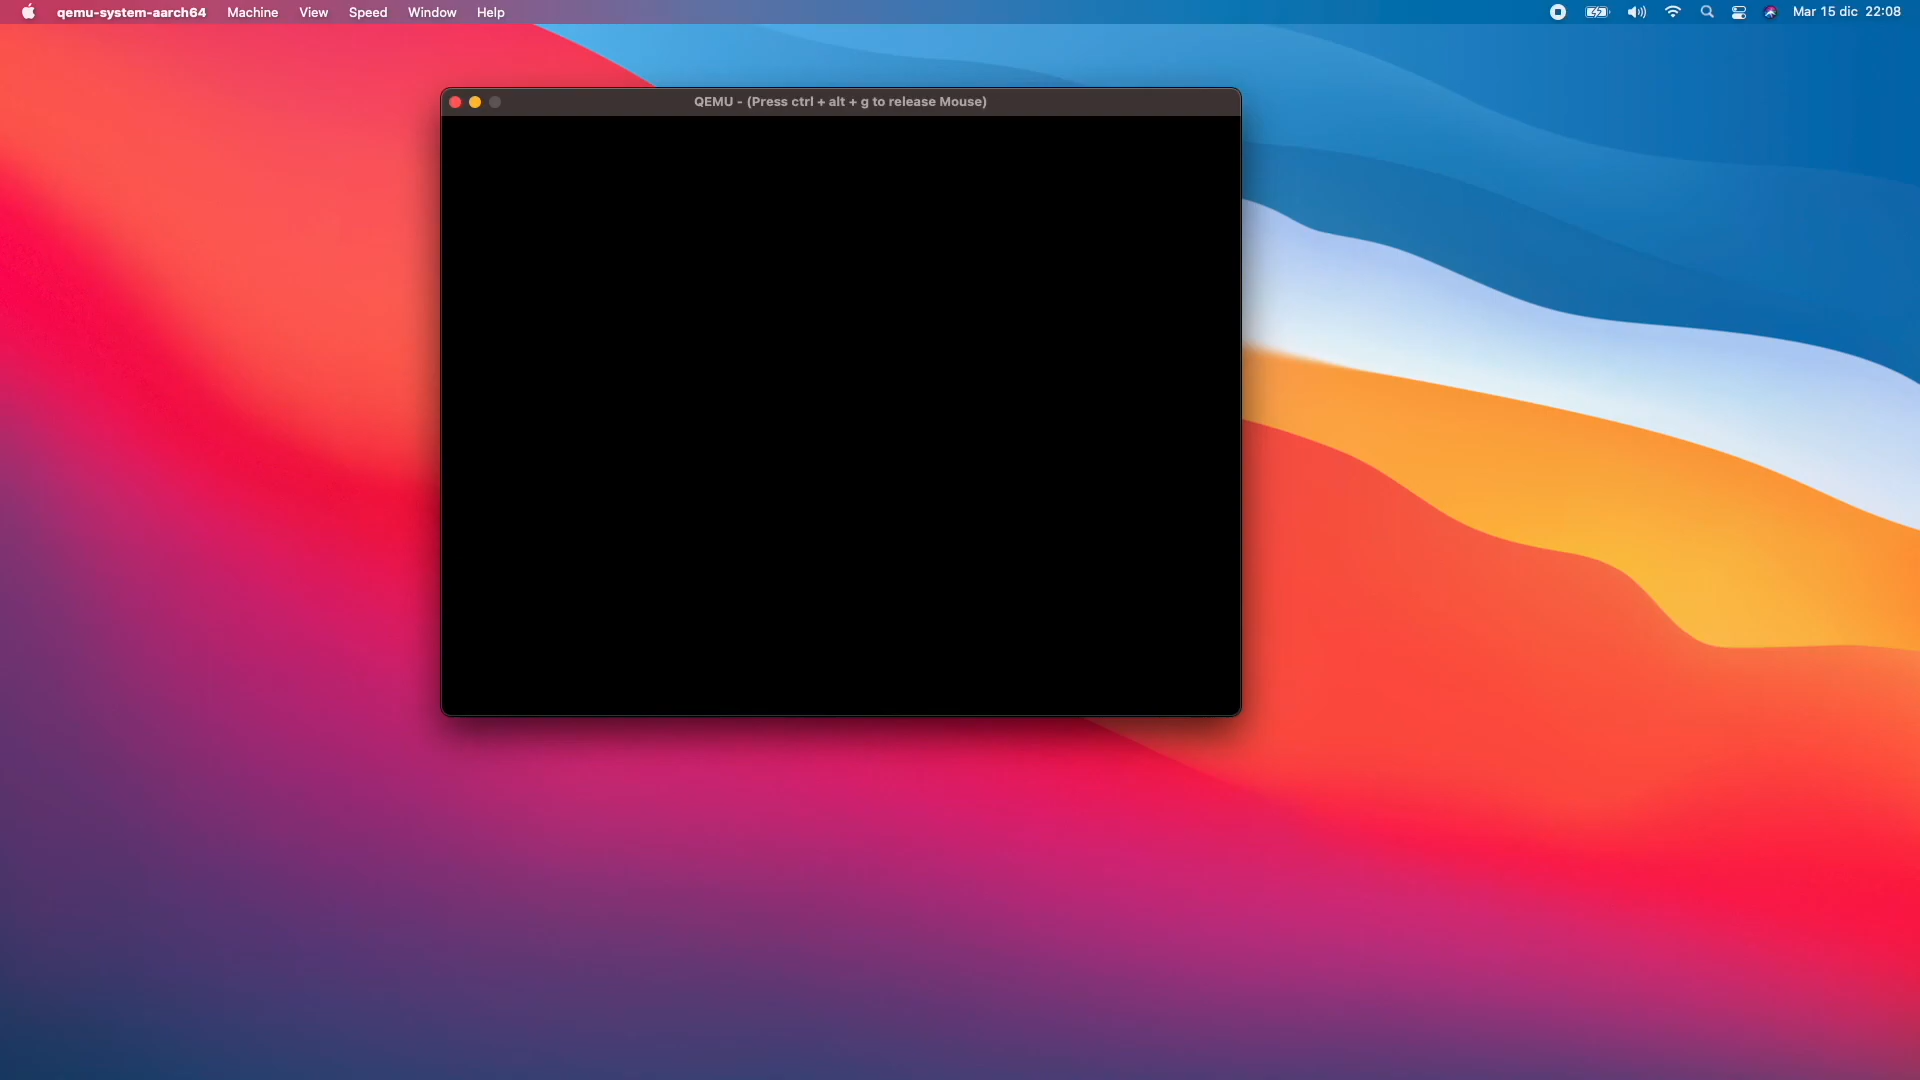 qemu-system-aarch64 Machine View Speed Window Help Mar 15 dic 22:08
QEMU - (Press ctrl + alt + g to release Mouse)